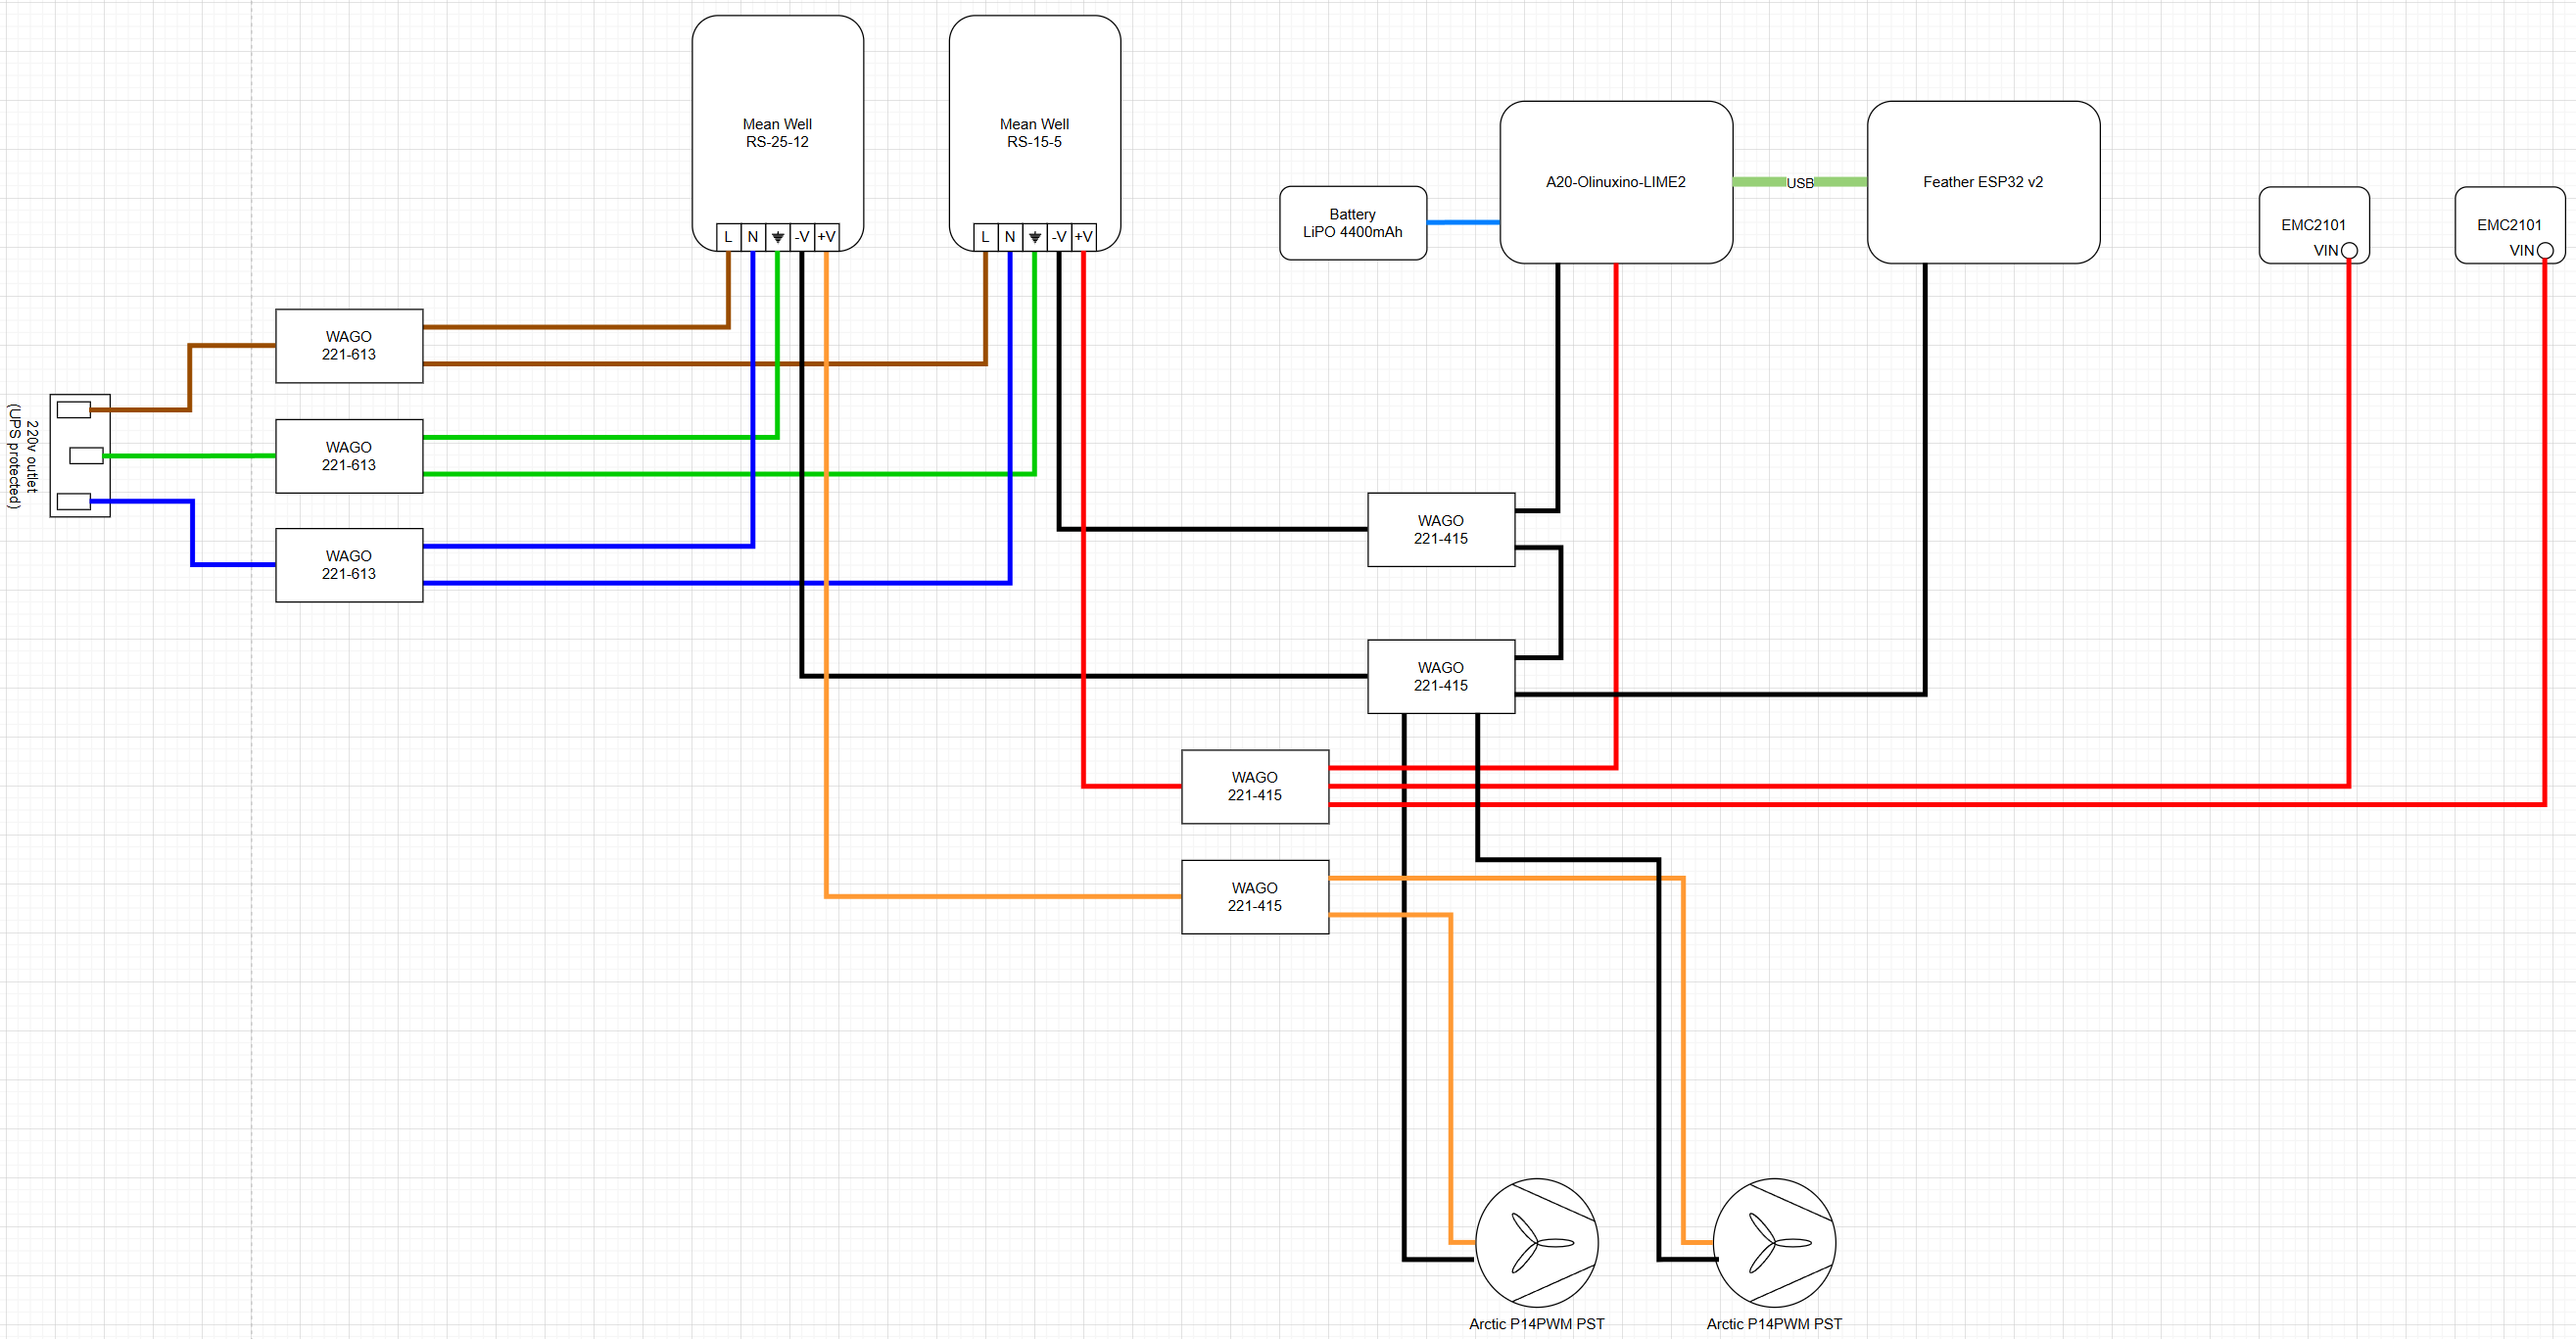 Mean Well
RS-25-12
L
N
-V
+V
Mean Well
RS-15-5
L
N
-V
+V
Battery
LiPO 4400mAh
A20-Olinuxino-LIME2
USB
Feather ESP32 v2
EMC2101
VIN
EMC2101
VIN
220v outlet
(UPS protected)
WAGO
221-613
WAGO
221-613
WAGO
221-613
WAGO
221-415
WAGO
221-415
WAGO
221-415
WAGO
221-415
Arctic P14PWM PST
Arctic P14PWM PST